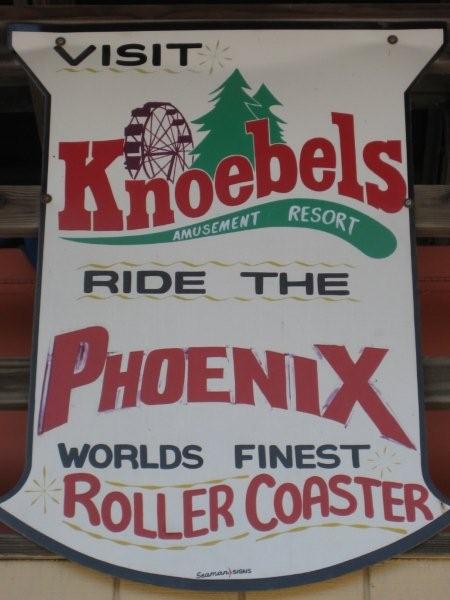 VISIT
Knoebels
AMUSEMENT RESORT
RIDE THE
PHOENIX
WORLDS FINEST
ROLLER COASTER
Seaman SIGNS